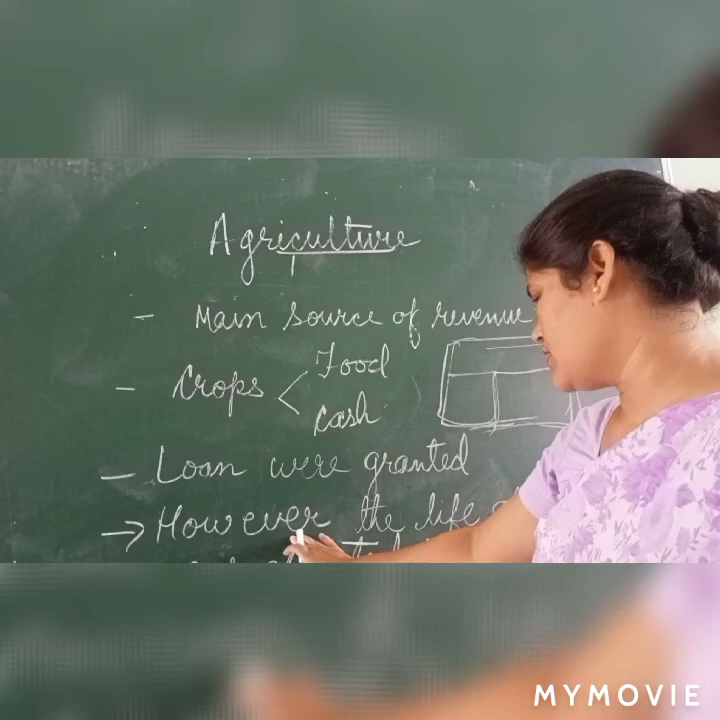 Agriculture
- Main source of revenue
- Crops < Food
Cash
- Loan were granted
→ However the life
MYMOVIE